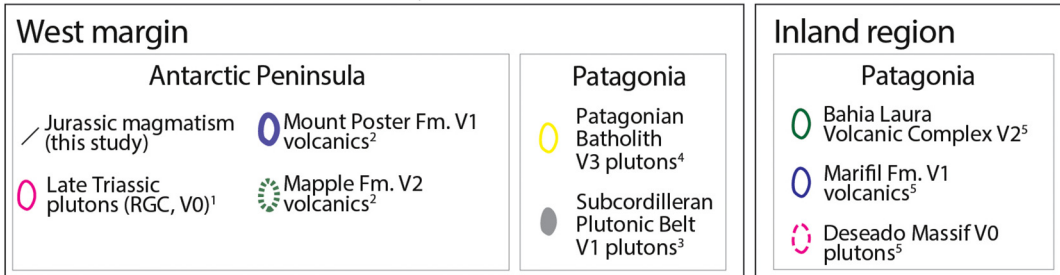 West margin
Antarctic Peninsula
Jurassic magmatism
(this study)
Late Triassic
plutons (RGC, V0)¹
Mount Poster Fm. V1
volcanics²
Mapple Fm. V2
volcanics²
Patagonia
Patagonian
Batholith
V3 plutons⁴
Subcordilleran
Plutonic Belt
V1 plutons³
Inland region
Patagonia
Bahia Laura
Volcanic Complex V2⁵
Marifil Fm. V1
volcanics⁵
Deseado Massif V0
plutons⁵